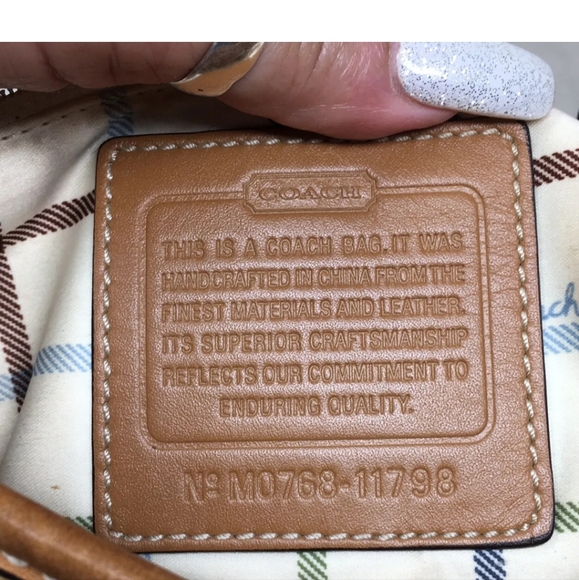 COACH
THIS IS A COACH BAG. IT WAS
HANDCRAFTED IN CHINA FROM THE
FINEST MATERIALS AND LEATHER.
ITS SUPERIOR CRAFTSMANSHIP
REFLECTS OUR COMMITMENT TO
ENDURING QUALITY.
Nº M0768-11798
ach